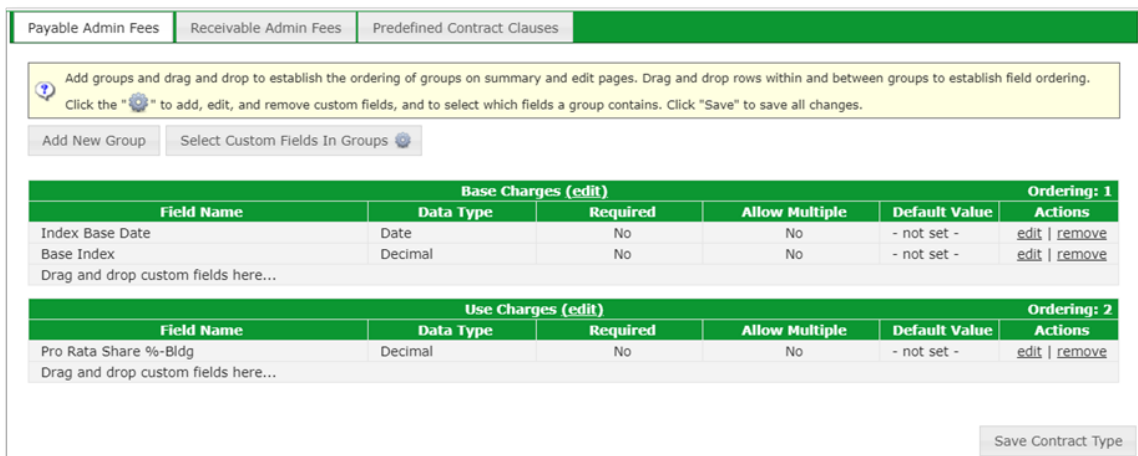 Payable Admin Fees Receivable Admin Fees Predefined Contract Clauses
Add groups and drag and drop to establish the ordering of groups on summary and edit pages. Drag and drop rows within and between groups to establish field ordering.
Click the "" to add, edit, and remove custom fields, and to select which fields a group contains. Click "Save" to save all changes.
Add New Group Select Custom Fields In Groups
Base Charges (edit) Ordering: 1
Field Name Data Type Required Allow Multiple Default Value Actions
Index Base Date Date No No - not set - edit | remove
Base Index Decimal No No - not set - edit | remove
Drag and drop custom fields here...
Use Charges (edit) Ordering: 2
Field Name Data Type Required Allow Multiple Default Value Actions
Pro Rata Share %-Bldg Decimal No No - not set - edit | remove
Drag and drop custom fields here...
Save Contract Type